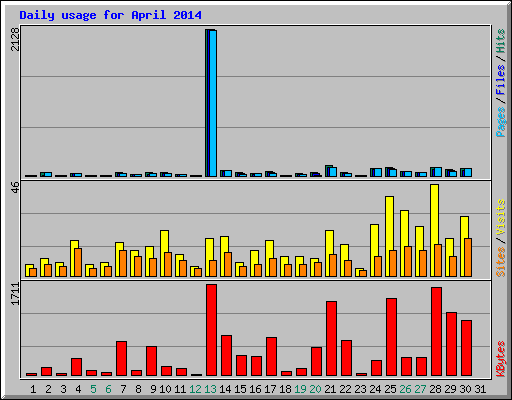 Daily usage for April 2014
2128
Pages / Files / Hits
46
Sites / Visits
1711
KBytes
1 2 3 4 5 6 7 8 9 10 11 12 13 14 15 16 17 18 19 20 21 22 23 24 25 26 27 28 29 30 31